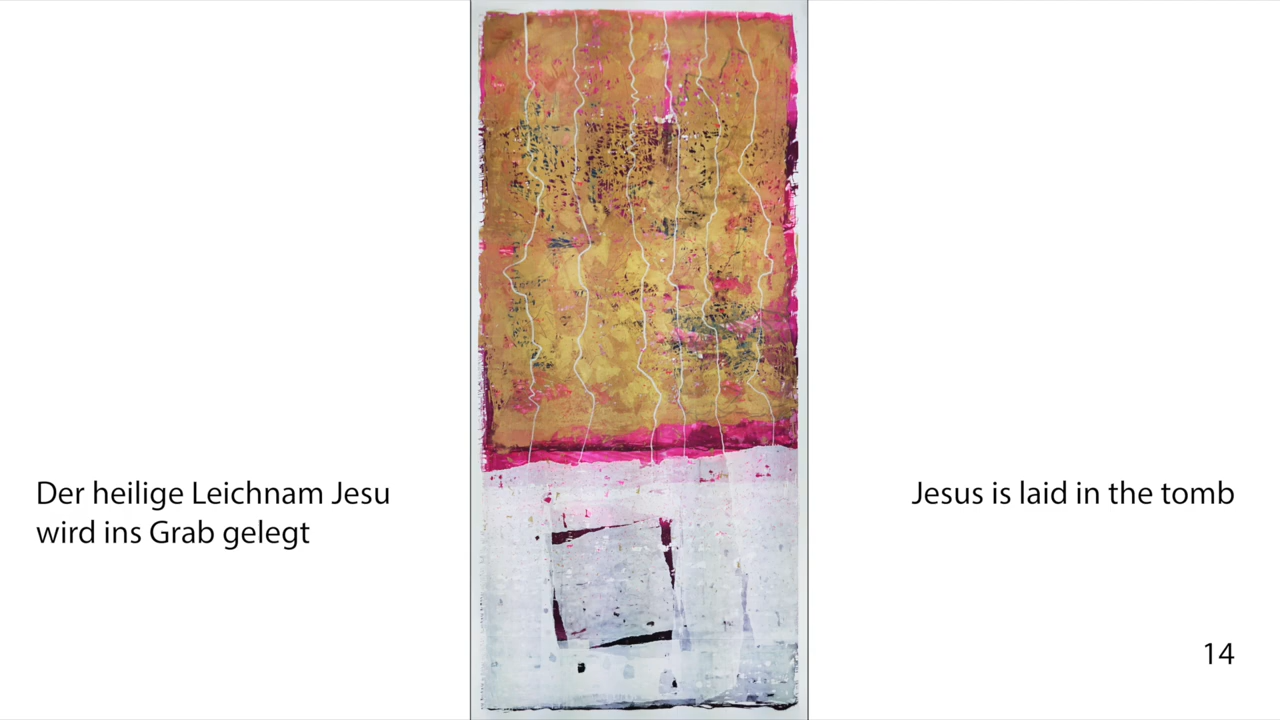 Der heilige Leichnam Jesu
wird ins Grab gelegt
Jesus is laid in the tomb
14